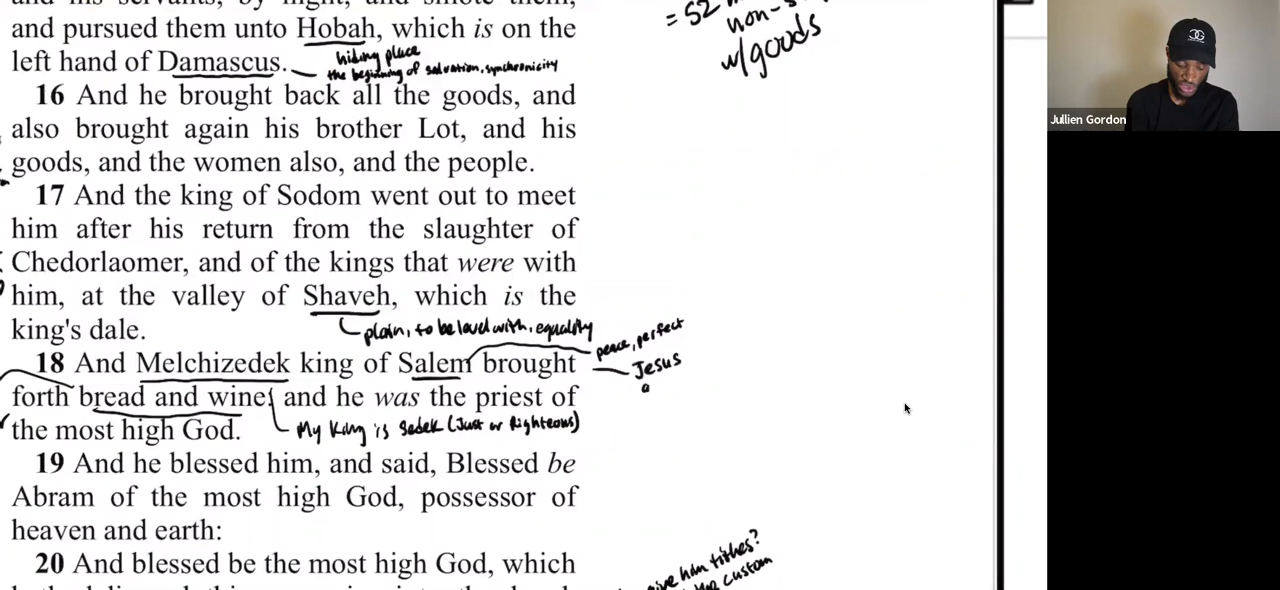 and his servants, by night, and smote them,
and pursued them unto Hobah, which is on the
left hand of Damascus.
hiding place
the beginning of salvation, synchronicity
16 And he brought back all the goods, and
also brought again his brother Lot, and his
goods, and the women also, and the people.
17 And the king of Sodom went out to meet
him after his return from the slaughter of
Chedorlaomer, and of the kings that were with
him, at the valley of Shaveh, which is the
king's dale.
plain, to be level with, equality
18 And Melchizedek king of Salem brought
forth bread and wine: and he was the priest of
the most high God.
My King is Sedek (Just or Righteous)
19 And he blessed him, and said, Blessed be
Abram of the most high God, possessor of
heaven and earth:
20 And blessed be the most high God, which
= 52
non-
w/goods
peace, perfect
Jesus
give him tithes?
custom
Jullien Gordon